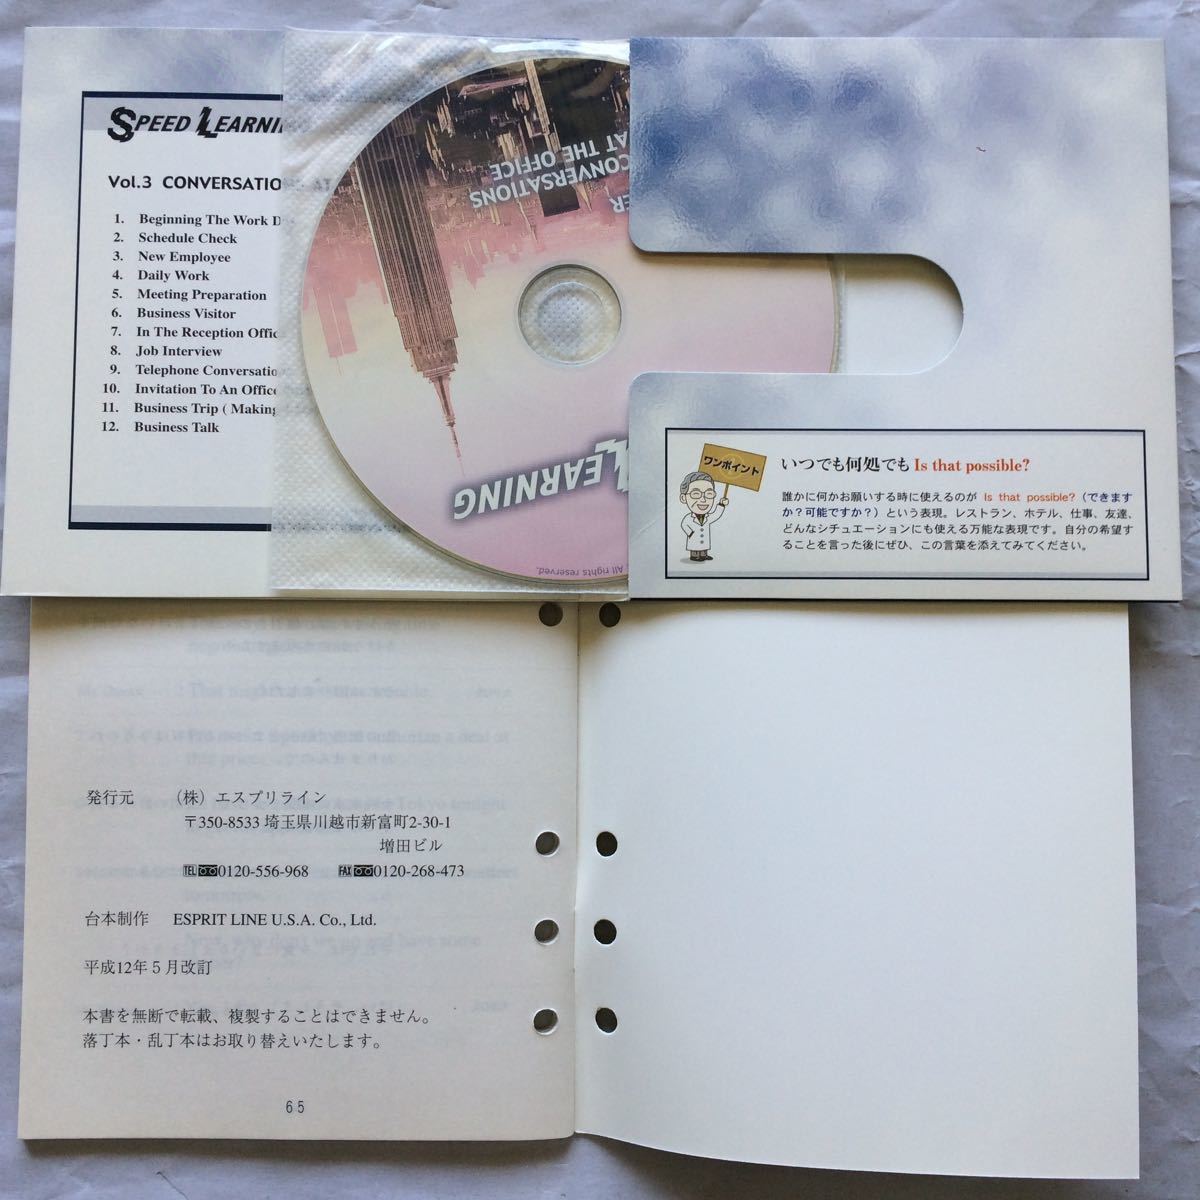 SPEED LEARNI
Vol.3 CONVERSATIONS AT
1. Beginning The Work D
2. Schedule Check
3. New Employee
4. Daily Work
5. Meeting Preparation
6. Business Visitor
7. In The Reception Offic
8. Job Interview
9. Telephone Conversatio
10. Invitation To An Office
11. Business Trip ( Making
12. Business Talk
CONVERSATIONS
AT THE OFFICE
LEARNING
All rights reserved.
ワンポイント
いつでも何処でも Is that possible?
誰かに何かお願いする時に使えるのが Is that possible?（できます
か？可能ですか？）という表現。レストラン、ホテル、仕事、友達、
どんなシチュエーションにも使える万能な表現です。自分の希望す
ることを言った後にぜひ、この言葉を添えてみてください。
発行元 （株）エスプリライン
〒350-8533 埼玉県川越市新富町2-30-1
増田ビル
TEL 0120-556-968 FAX 0120-268-473
台本制作 ESPRIT LINE U.S.A. Co., Ltd.
平成12年5月改訂
本書を無断で転載、複製することはできません。
落丁本・乱丁本はお取り替えいたします。
65